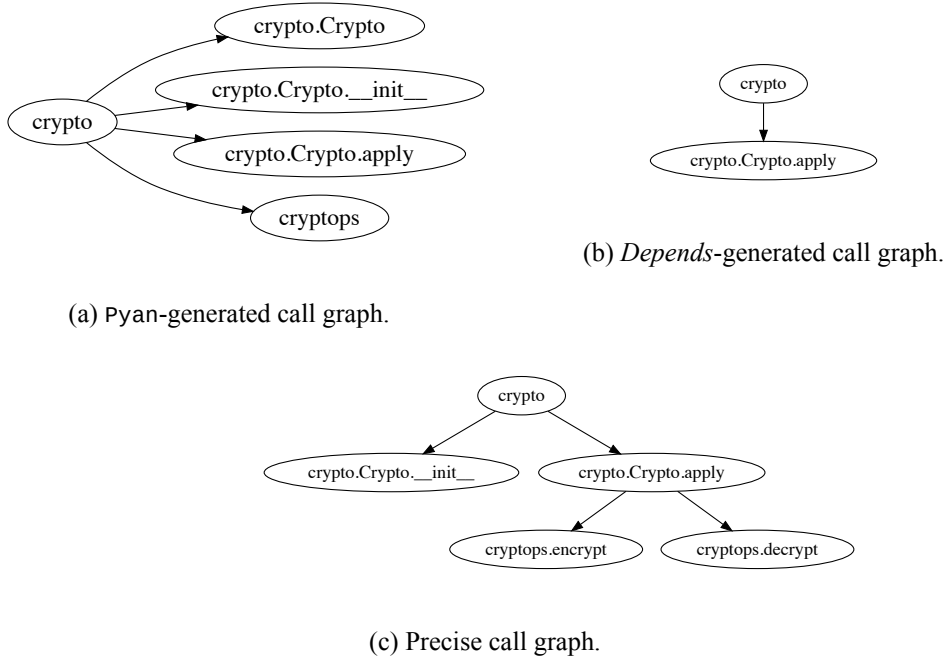 crypto.Crypto
crypto.Crypto.__init__
crypto
crypto.Crypto.apply
cryptops
(a) Pyan-generated call graph.
crypto
crypto.Crypto.apply
(b) Depends-generated call graph.
crypto
crypto.Crypto.__init__
crypto.Crypto.apply
cryptops.encrypt
cryptops.decrypt
(c) Precise call graph.